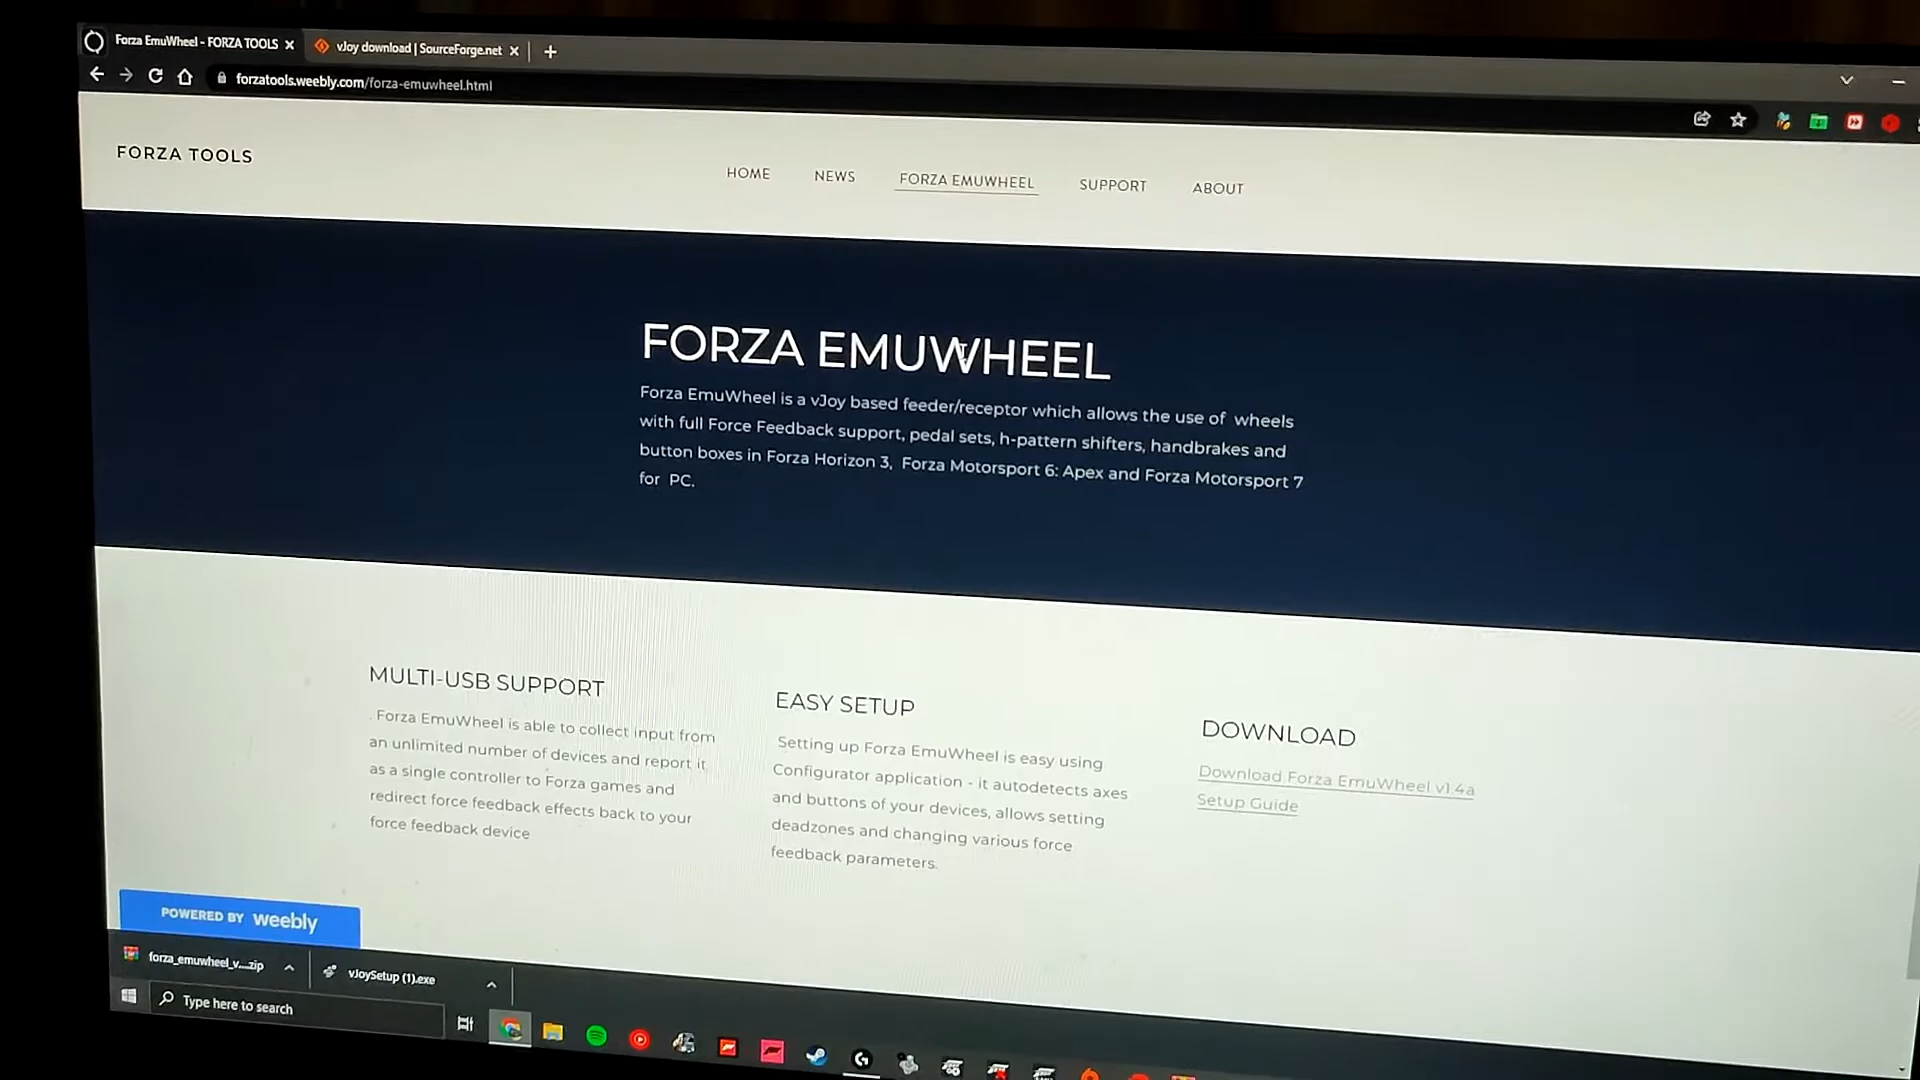 Forza EmuWheel - FORZA TOOLS
vJoy download | SourceForge.net
forzatools.weebly.com/forza-emuwheel.html
FORZA TOOLS
HOME NEWS FORZA EMUWHEEL SUPPORT ABOUT
FORZA EMUWHEEL
Forza EmuWheel is a vJoy based feeder/receptor which allows the use of wheels
with full Force Feedback support, pedal sets, h-pattern shifters, handbrakes and
button boxes in Forza Horizon 3, Forza Motorsport 6: Apex and Forza Motorsport 7
for PC.
MULTI-USB SUPPORT
. Forza EmuWheel is able to collect input from
an unlimited number of devices and report it
as a single controller to Forza games and
redirect force feedback effects back to your
force feedback device
EASY SETUP
Setting up Forza EmuWheel is easy using
Configurator application - it autodetects axes
and buttons of your devices, allows setting
deadzones and changing various force
feedback parameters.
DOWNLOAD
Download Forza EmuWheel v1.4a
Setup Guide
POWERED BY weebly
forza_emuwheel_v....zip
vJoySetup (1).exe
Type here to search